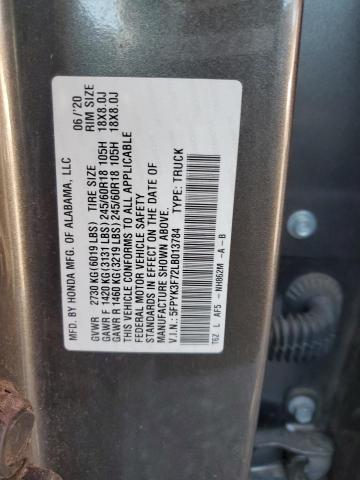 MFD. BY HONDA MFG. OF ALABAMA, LLC 06/'20
GVWR 2730 KG(6019 LBS) TIRE SIZE RIM SIZE
GAWR F 1420 KG(3131 LBS) 245/60R18 105H 18X8.0J
GAWR R 1460 KG(3219 LBS) 245/60R18 105H 18X8.0J
THIS VEHICLE CONFORMS TO ALL APPLICABLE
FEDERAL MOTOR VEHICLE SAFETY
STANDARDS IN EFFECT ON THE DATE OF
MANUFACTURE SHOWN ABOVE.
V.I.N.: 5FPYK3F72LB013784 TYPE: TRUCK
T6Z L AF5 - NH862M -A -B